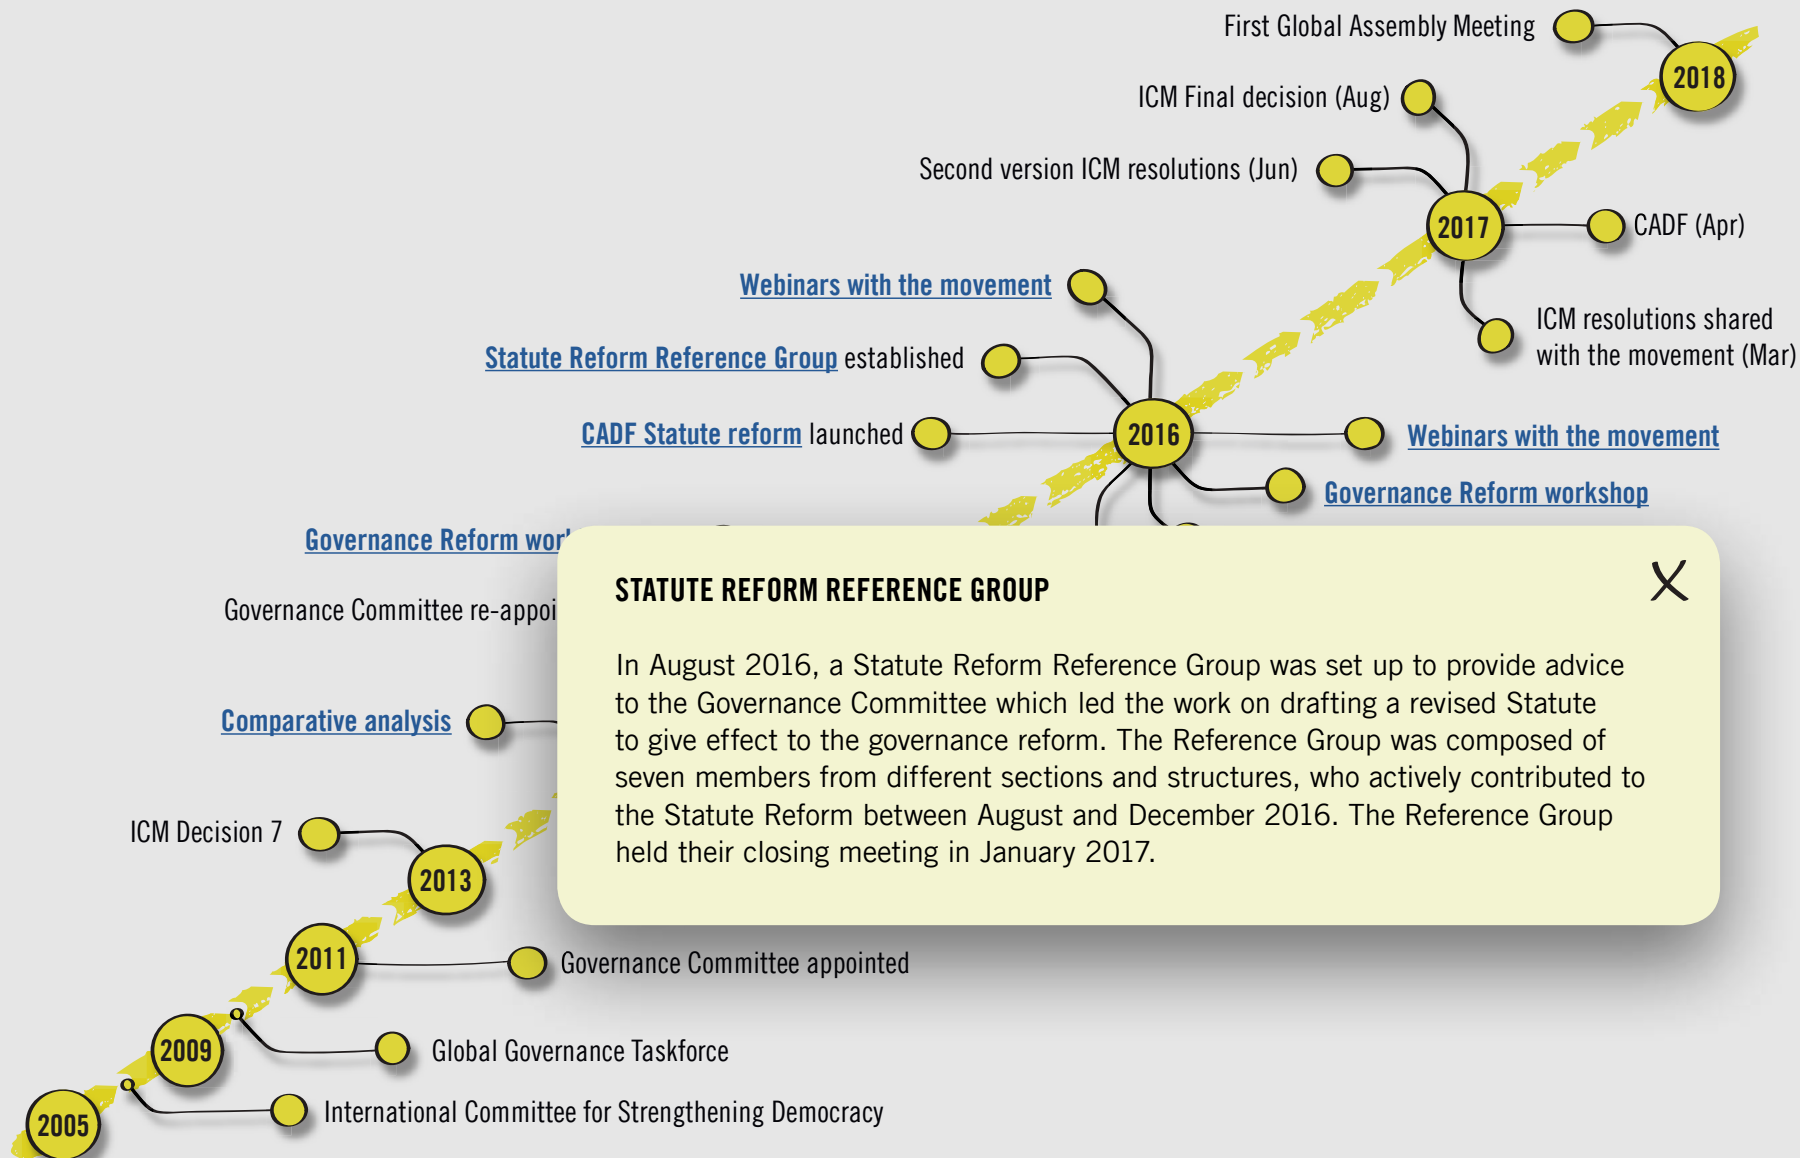 First Global Assembly Meeting
2018
ICM Final decision (Aug)
Second version ICM resolutions (Jun)
2017
CADF (Apr)
Webinars with the movement
ICM resolutions shared
with the movement (Mar)
Statute Reform Reference Group established
CADF Statute reform launched
2016
Webinars with the movement
Governance Reform workshop
Governance Reform
Governance Committee
STATUTE REFORM REFERENCE GROUP
In August 2016, a Statute Reform Reference Group was set up to provide advice
to the Governance Committee which led the work on drafting a revised Statute
to give effect to the governance reform. The Reference Group was composed of
seven members from different sections and structures, who actively contributed to
the Statute Reform between August and December 2016. The Reference Group
held their closing meeting in January 2017.
Comparative analysis
ICM Decision 7
2013
2011
Governance Committee appointed
2009
Global Governance Taskforce
International Committee for Strengthening Democracy
2005